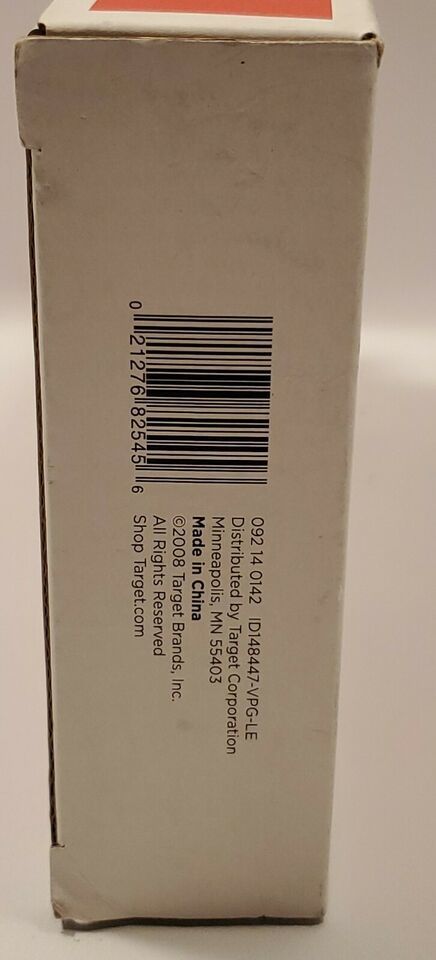 0 21276 82545 6
092 14 0142 ID148447-VPG-LE
Distributed by Target Corporation
Minneapolis, MN 55403
Made in China
©2008 Target Brands, Inc.
All Rights Reserved
Shop Target.com